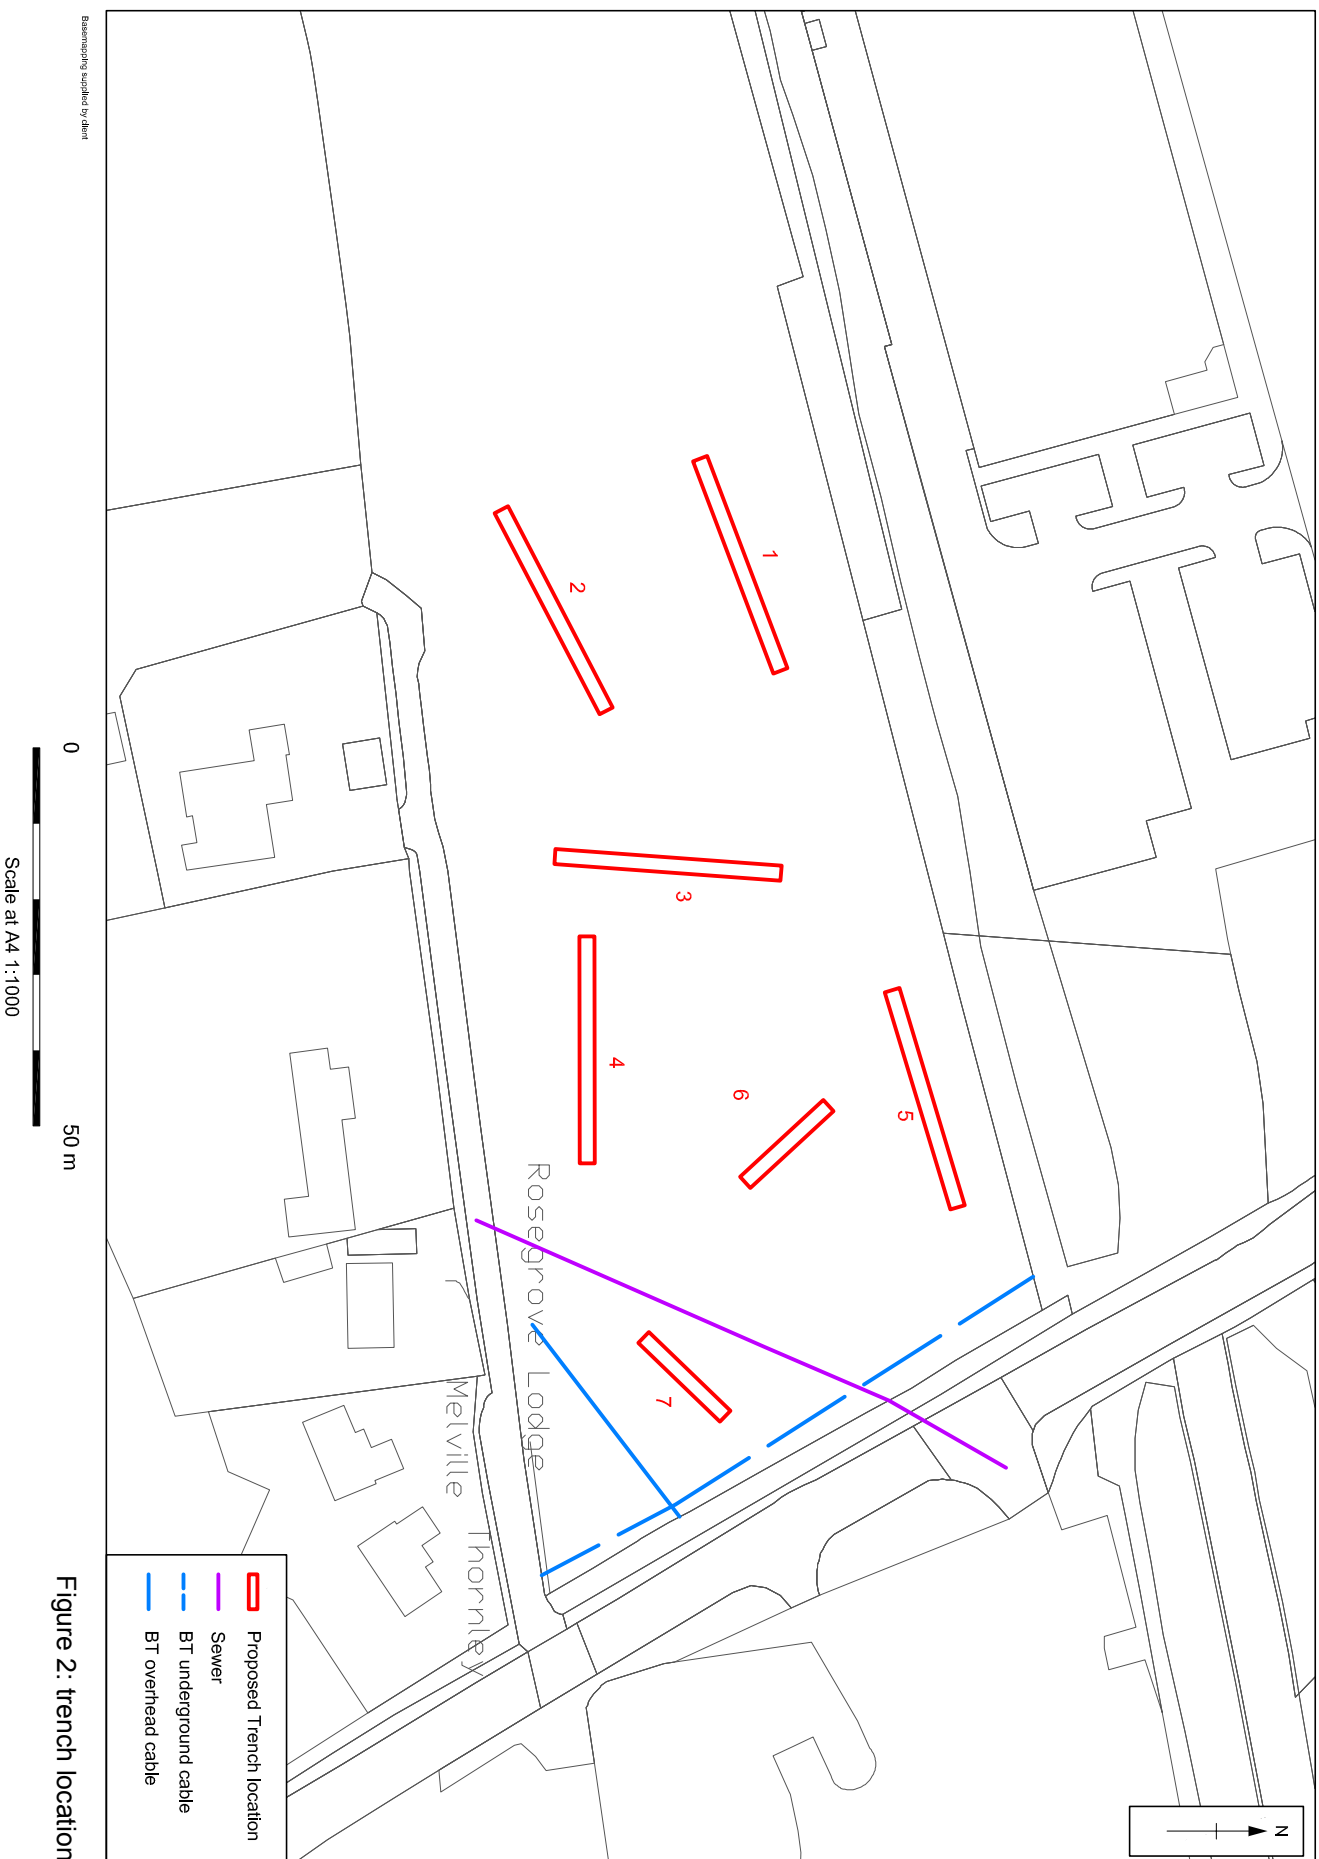 N
1
2
3
4
5
6
7
Rosegrove Lodge
Melville
Thornley
Proposed Trench location
Sewer
BT underground cable
BT overhead cable
Basemapping supplied by client
0
50 m
Scale at A4 1:1000
Figure 2: trench location